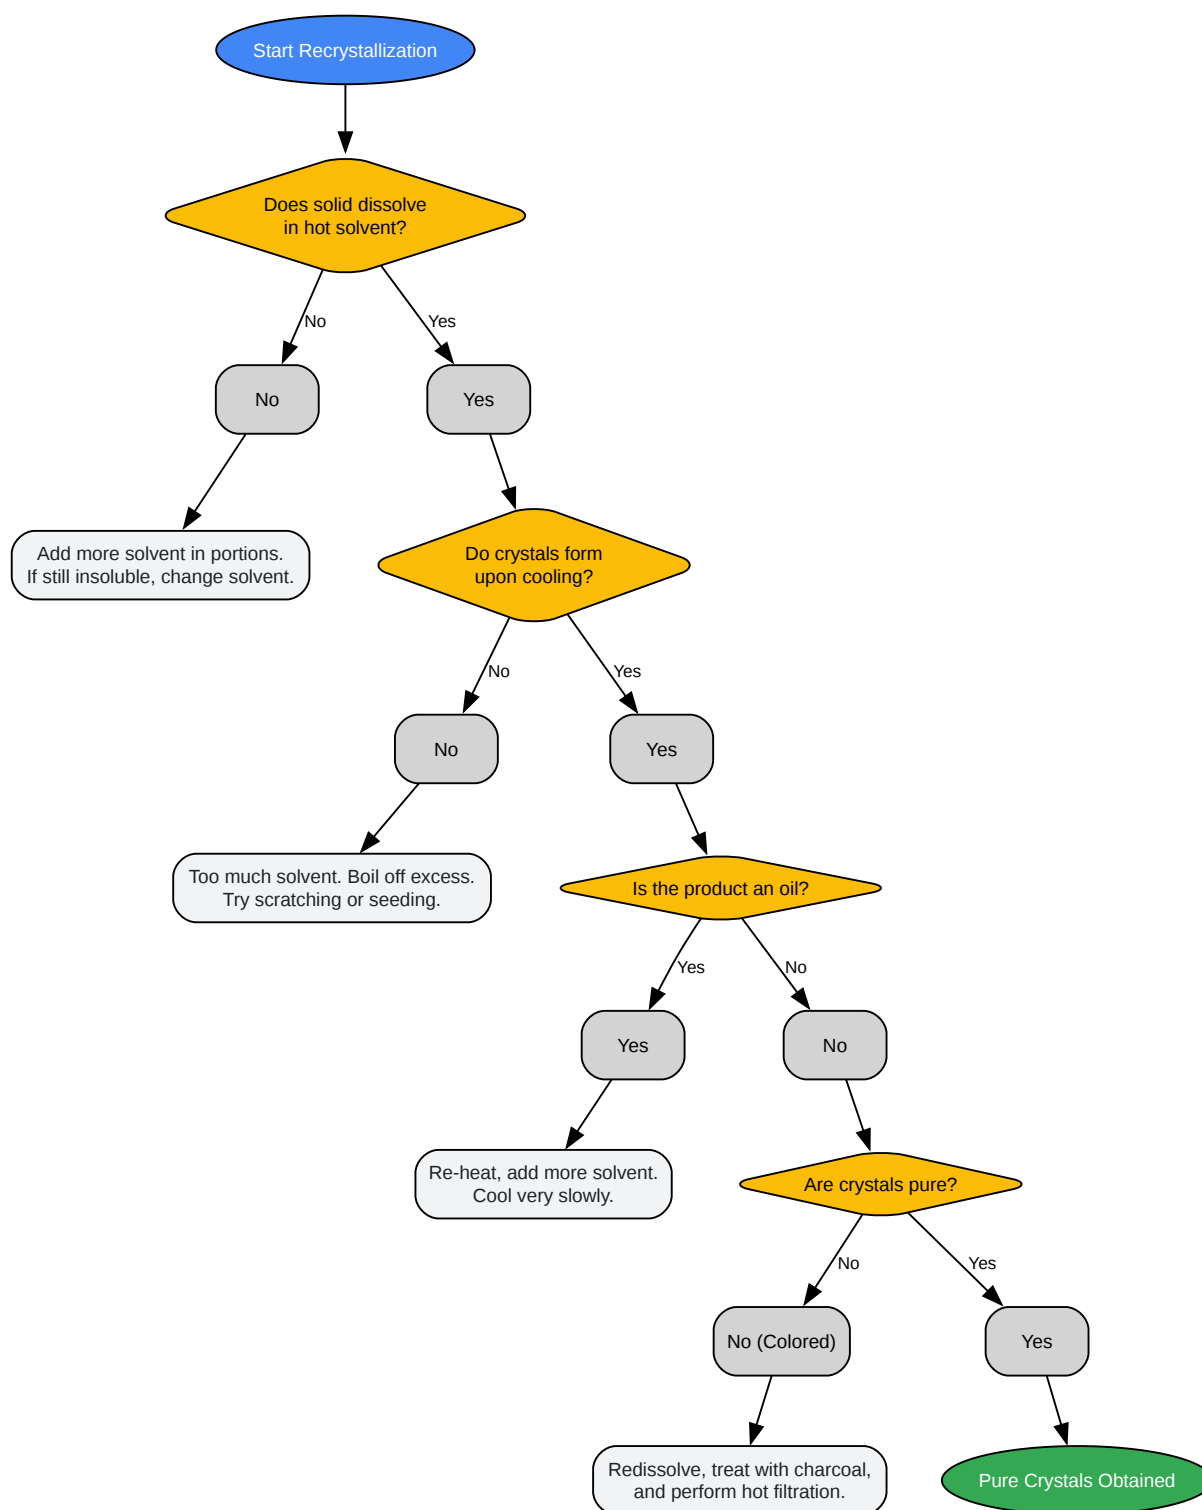 Start Recrystallization
Does solid dissolve
in hot solvent?
No
Yes
No
Yes
Add more solvent in portions.
If still insoluble, change solvent.
Do crystals form
upon cooling?
No
Yes
No
Yes
Too much solvent. Boil off excess.
Try scratching or seeding.
Is the product an oil?
Yes
No
Yes
No
Re-heat, add more solvent.
Cool very slowly.
Are crystals pure?
No
Yes
No (Colored)
Yes
Redissolve, treat with charcoal,
and perform hot filtration.
Pure Crystals Obtained